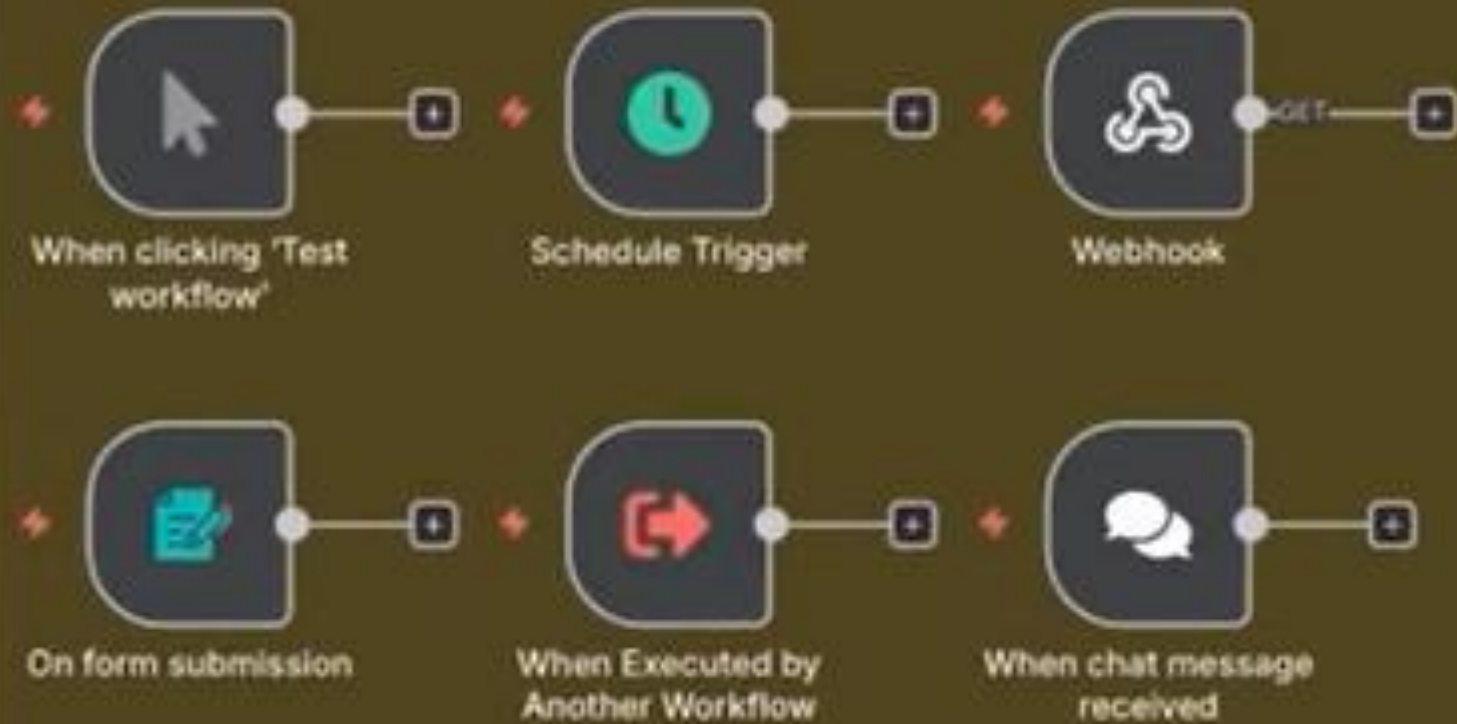 GET
When clicking 'Test
workflow'
Schedule Trigger
Webhook
On form submission
When Executed by
Another Workflow
When chat message
received